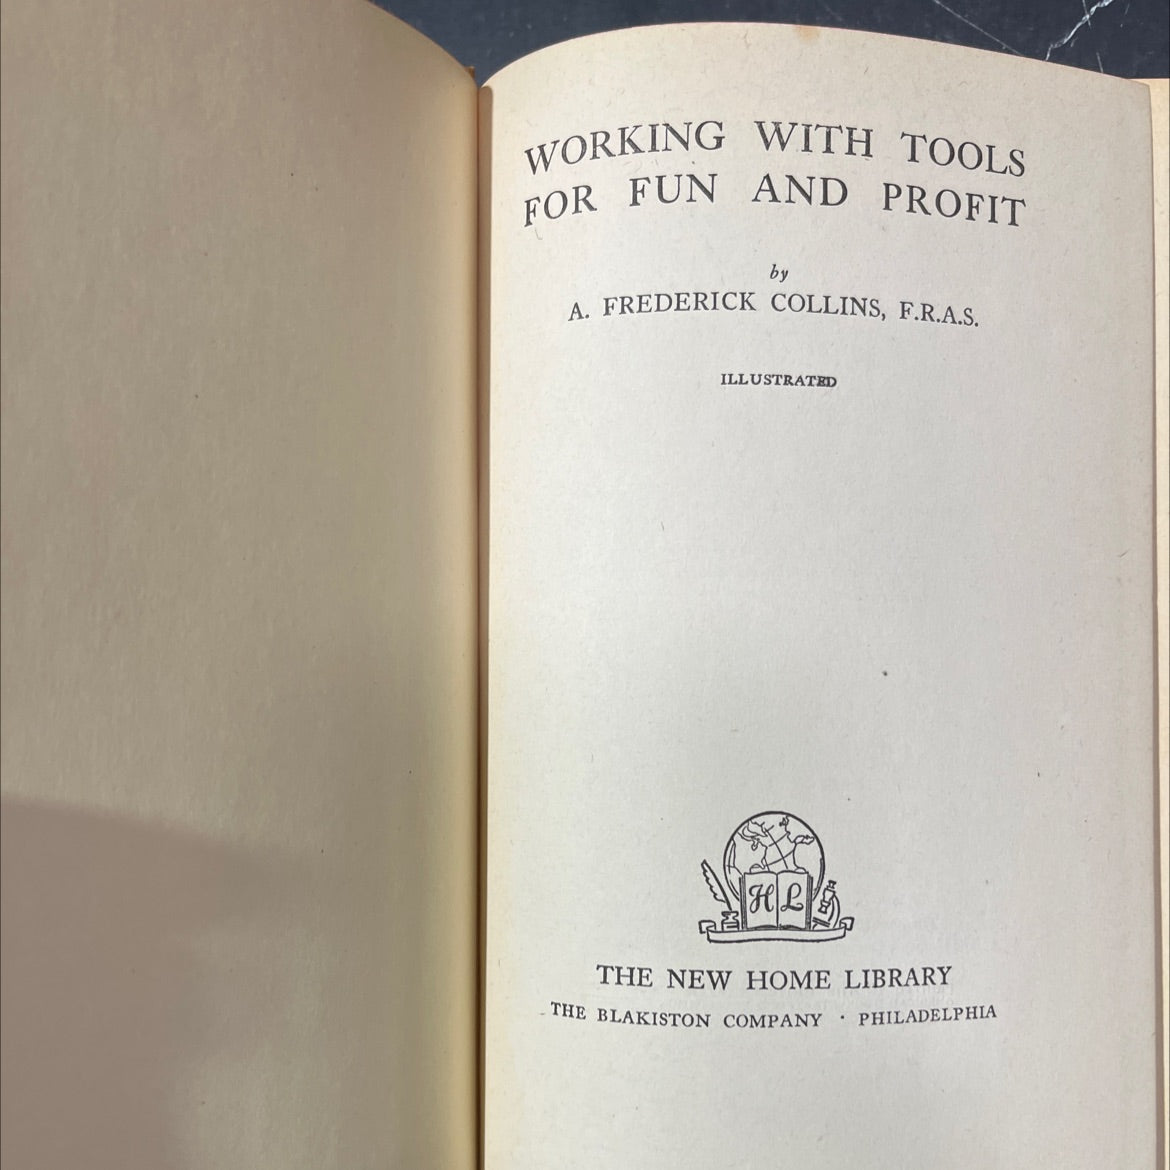 WORKING WITH TOOLS
FOR FUN AND PROFIT
by
A. FREDERICK COLLINS, F.R.A.S.
ILLUSTRATED
H L
THE NEW HOME LIBRARY
THE BLAKISTON COMPANY · PHILADELPHIA